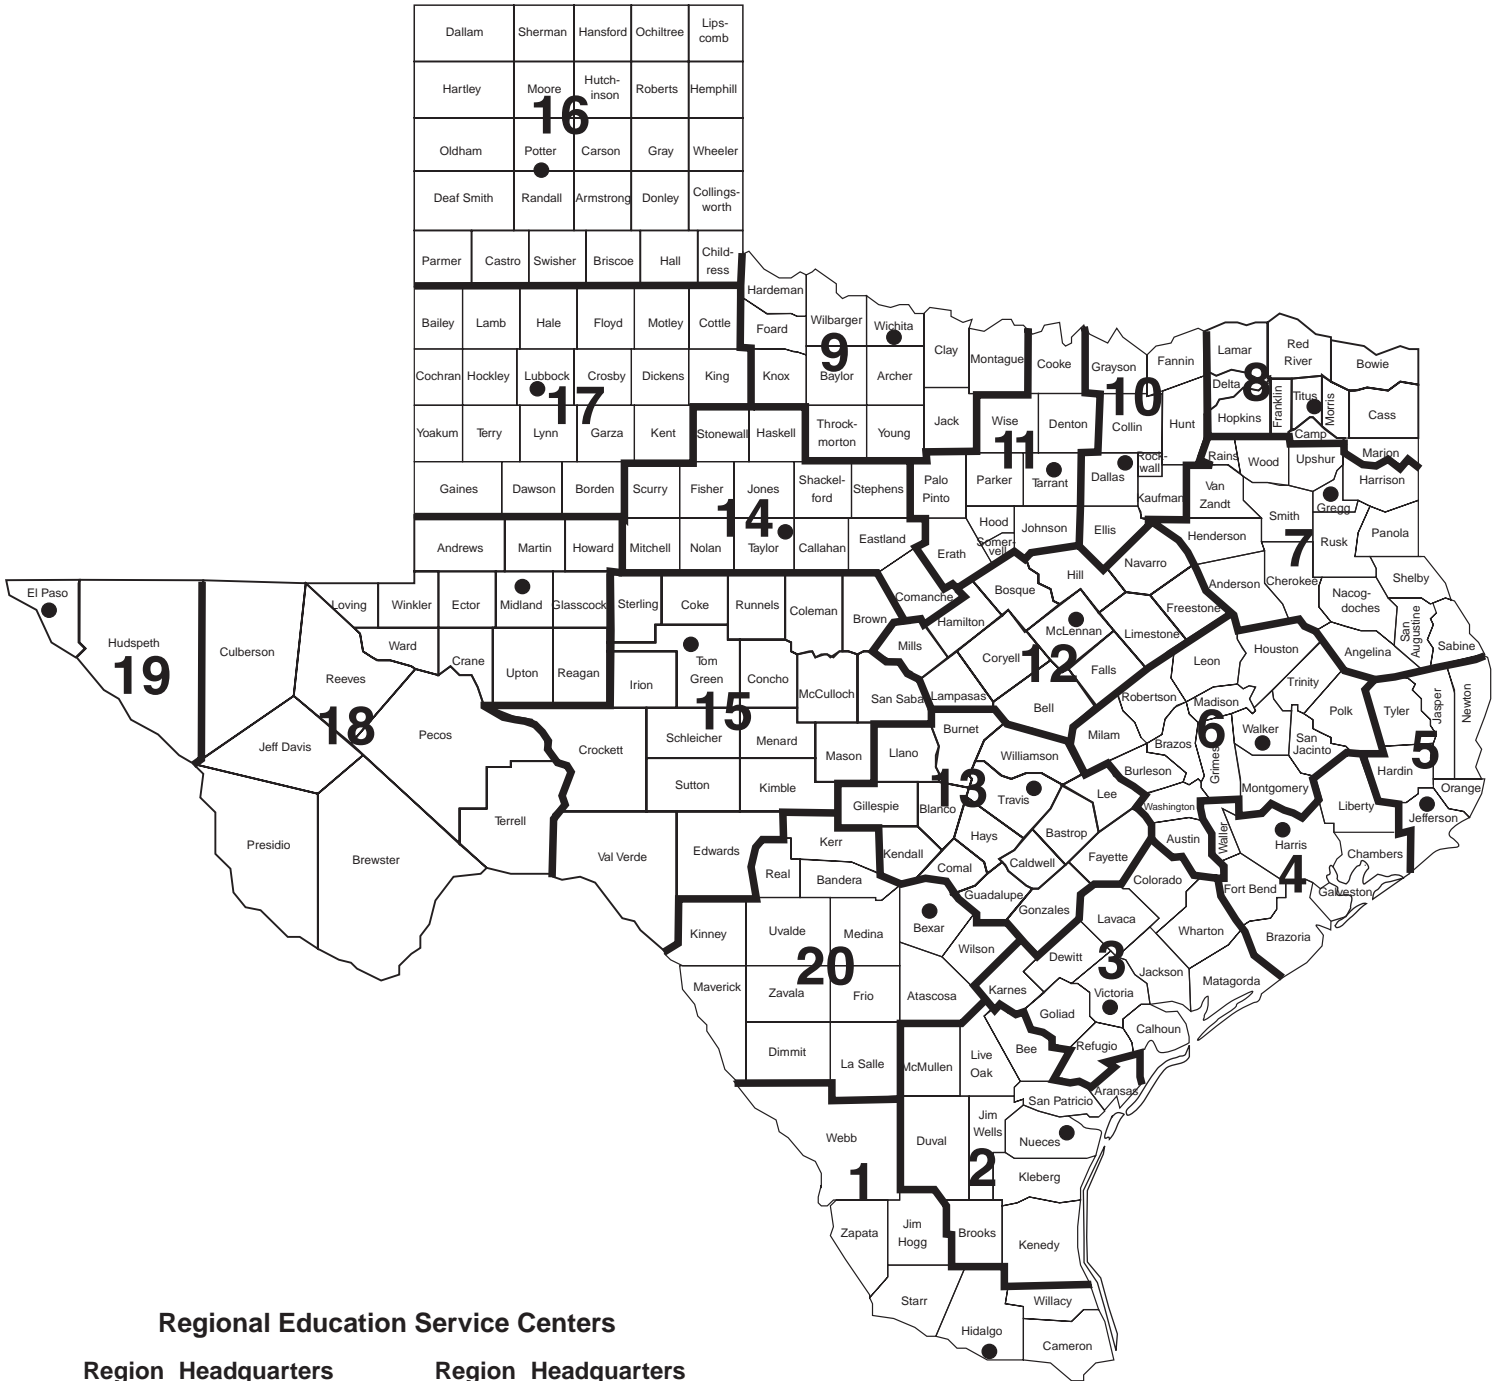 Dallam Sherman Hansford Ochiltree Lips-
comb
Hartley Moore Hutch-
inson Roberts Hemphill
16
Oldham Potter Carson Gray Wheeler
Deaf Smith Randall Armstrong Donley Collings-
worth
Parmer Castro Swisher Briscoe Hall Child-
ress
Hardeman
Bailey Lamb Hale Floyd Motley Cottle Foard Wilbarger Wichita
9
Clay Montague Cooke Grayson Fannin Lamar Red
River Bowie
10
8
Cochran Hockley Lubbock Crosby Dickens King Knox Baylor Archer
17
Delta Hopkins Franklin Titus Morris Cass
Camp
Yoakum Terry Lynn Garza Kent Stonewall Haskell Throck-
morton Young Jack Wise Denton Collin Hunt
11
Rains Wood Upshur Marion
Harrison
Gaines Dawson Borden Scurry Fisher Jones Shackel-
ford Stephens Palo
Pinto Parker Tarrant Dallas Rock-
wall
Kaufman Van
Zandt Smith Gregg
14
7
Hood Johnson Ellis Henderson Rusk Panola
Somer-
vell
Andrews Martin Howard Mitchell Nolan Taylor Callahan Eastland Erath
Navarro
Hill
Bosque
Anderson Cherokee Shelby
Nacog-
doches
San
Augustine
Sabine
El Paso
Hudspeth
19
Culberson
Loving Winkler Ector Midland Glasscock Sterling Coke Runnels Coleman Brown Comanche
Hamilton McLennan Limestone Freestone
Mills
Ward Crane Upton Reagan Irion Tom
Green Concho McCulloch San Saba Lampasas Coryell
12
Falls
Bell
Leon Houston Angelina
Reeves
Trinity
Robertson
Madison
Polk Tyler Jasper Newton
15
18
Jeff Davis
Pecos
Crockett
Schleicher Menard Mason Llano Burnet Williamson Milam
6
Brazos
Grimes
Walker
San
Jacinto
5
Hardin
Orange
Burleson
13
Sutton Kimble Gillespie Blanco Travis Lee
Washington
Montgomery
Liberty
Jefferson
Terrell
Presidio
Brewster
Val Verde
Edwards Kerr Kendall Hays Bastrop
Comal Caldwell Fayette Austin Waller Harris Chambers
Real Bandera
Guadalupe
Colorado
Fort Bend
4
Galveston
Gonzales
Lavaca
Kinney Uvalde Medina Bexar
Wilson
Wharton Brazoria
Dewitt
3
Jackson
Matagorda
20
Maverick Zavala Frio Atascosa Karnes Victoria
Goliad
Calhoun
Bee
Refugio
Dimmit La Salle McMullen Live
Oak
Aransas
San Patricio
Webb Duval Jim
Wells Nueces
1
2
Kleberg
Zapata Jim
Hogg Brooks Kenedy
Starr Willacy
Hidalgo
Cameron
Regional Education Service Centers
Region Headquarters Region Headquarters